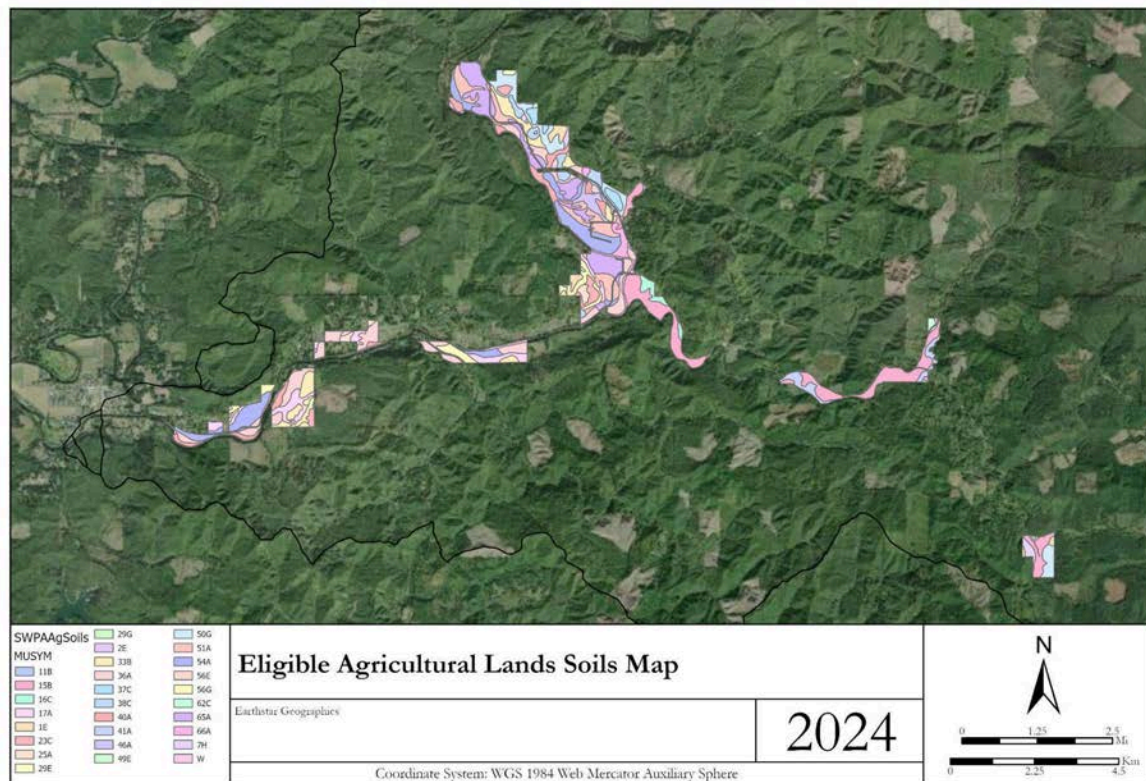 SWPAAgSoils
MUSYM
11B
15B
16C
17A
1E
23C
25A
29E
29G
2E
33B
36A
37C
38C
40A
41A
46A
49E
50G
51A
54A
56E
56G
62C
65A
66A
7H
W
Eligible Agricultural Lands Soils Map
Earthstar Geographics
2024
Coordinate System: WGS 1984 Web Mercator Auxiliary Sphere
N
0 1.25 2.5
Mi
Km
0 2.25 4.5